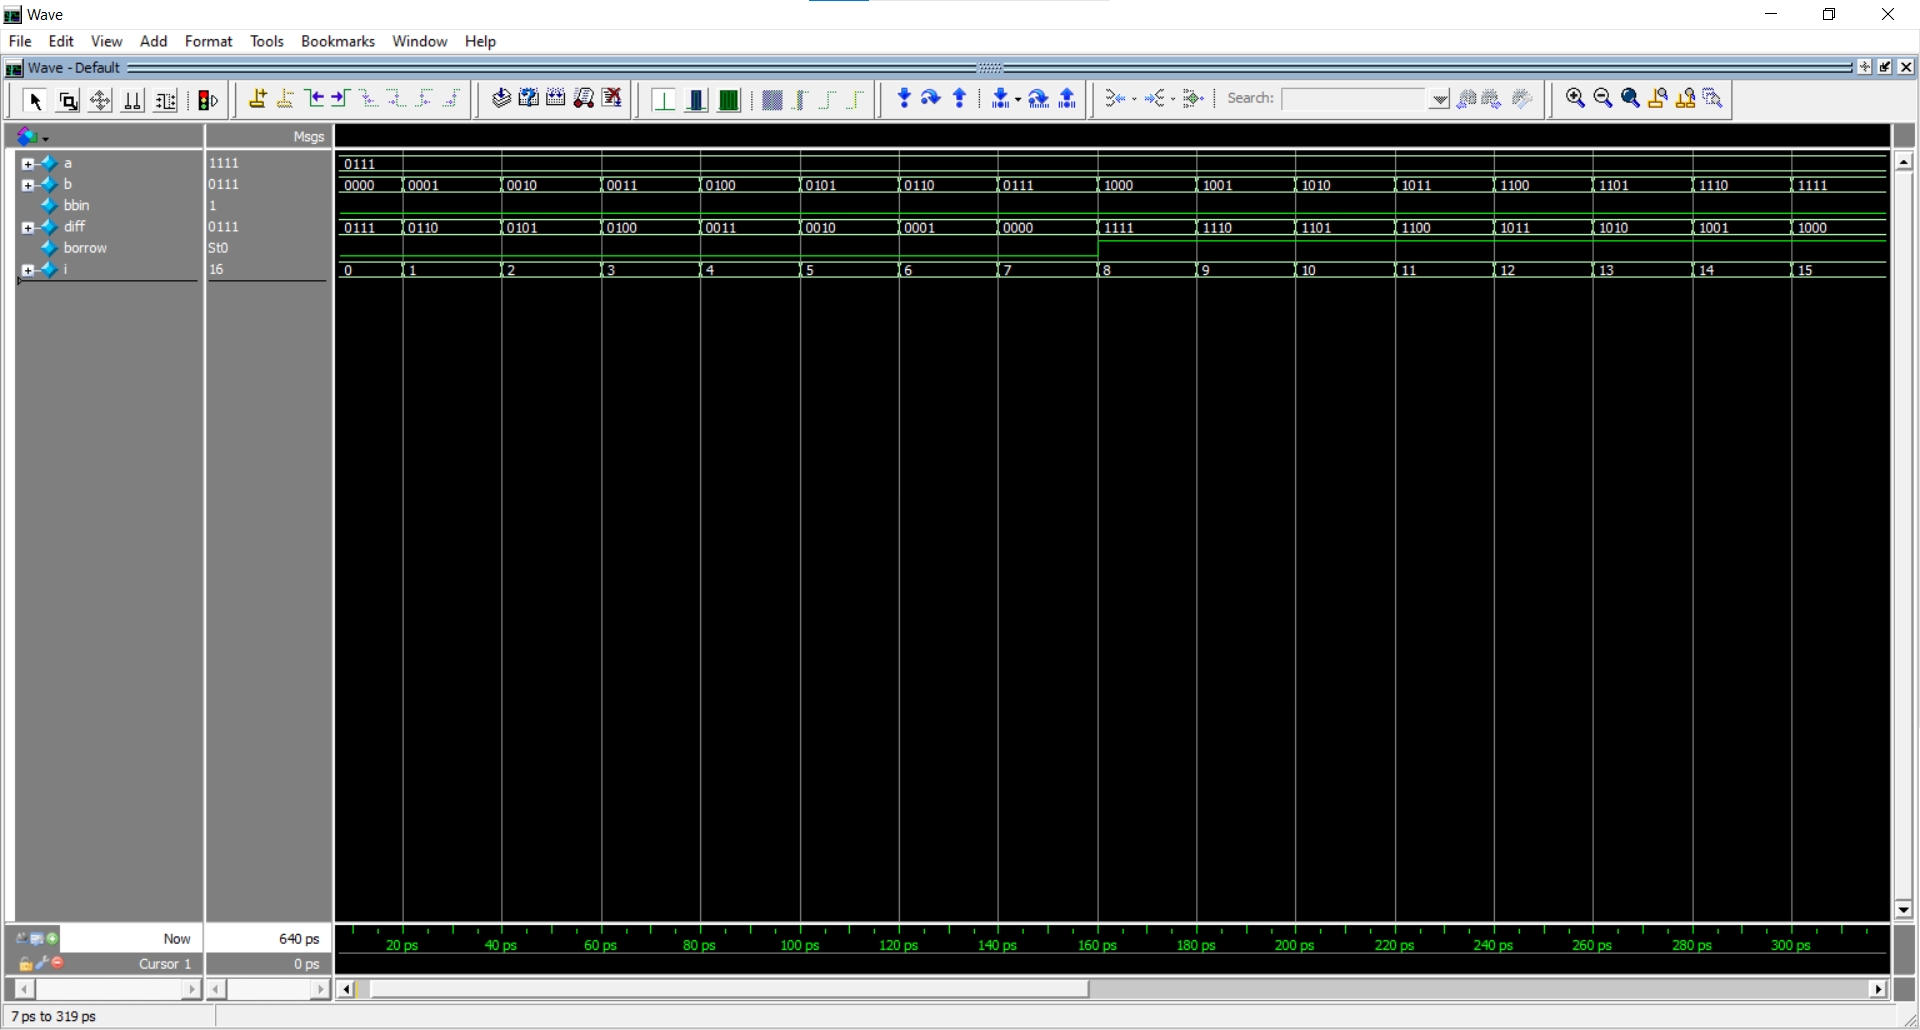 Wave
File Edit View Add Format Tools Bookmarks Window Help
Wave - Default
Search:
Msgs
a 1111 0111
b 0111 0000 0001 0010 0011 0100 0101 0110 0111 1000 1001 1010 1011 1100 1101 1110 1111
bbin 1
diff 0111 0111 0110 0101 0100 0011 0010 0001 0000 1111 1110 1101 1100 1011 1010 1001 1000
borrow St0
i 16 0 1 2 3 4 5 6 7 8 9 10 11 12 13 14 15
Now 640 ps
20 ps 40 ps 60 ps 80 ps 100 ps 120 ps 140 ps 160 ps 180 ps 200 ps 220 ps 240 ps 260 ps 280 ps 300 ps
Cursor 1 0 ps
7 ps to 319 ps